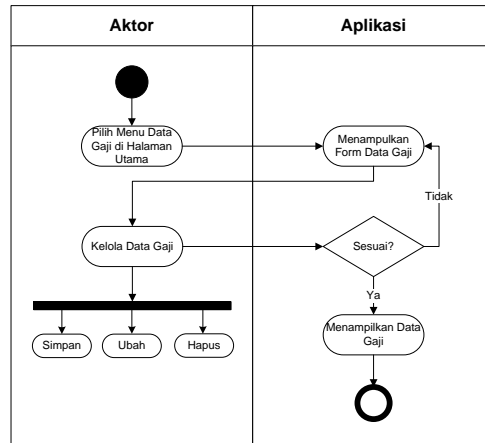 Aktor
Aplikasi
Pilih Menu Data
Gaji di Halaman
Utama
Menampulkan
Form Data Gaji
Tidak
Kelola Data Gaji
Sesuai?
Ya
Simpan
Ubah
Hapus
Menampilkan Data
Gaji